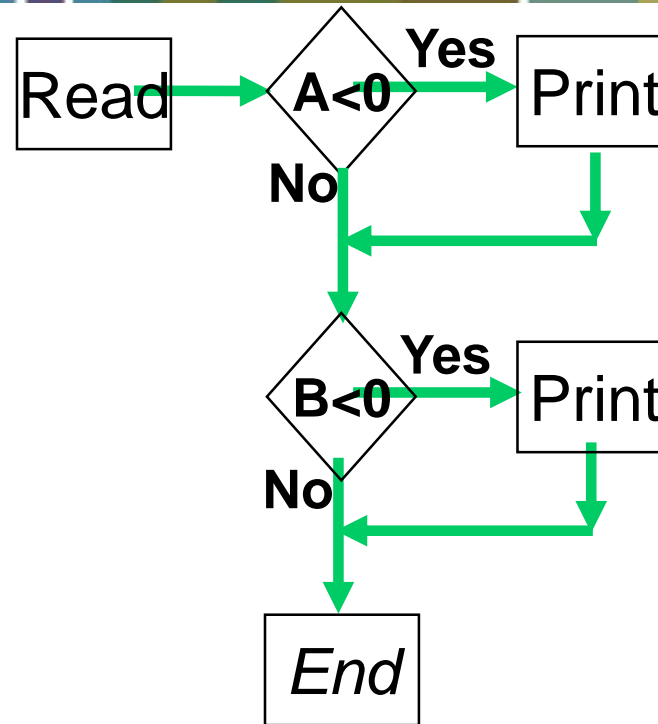 Read
A<0
Yes
Print
No
B<0
Yes
Print
No
End